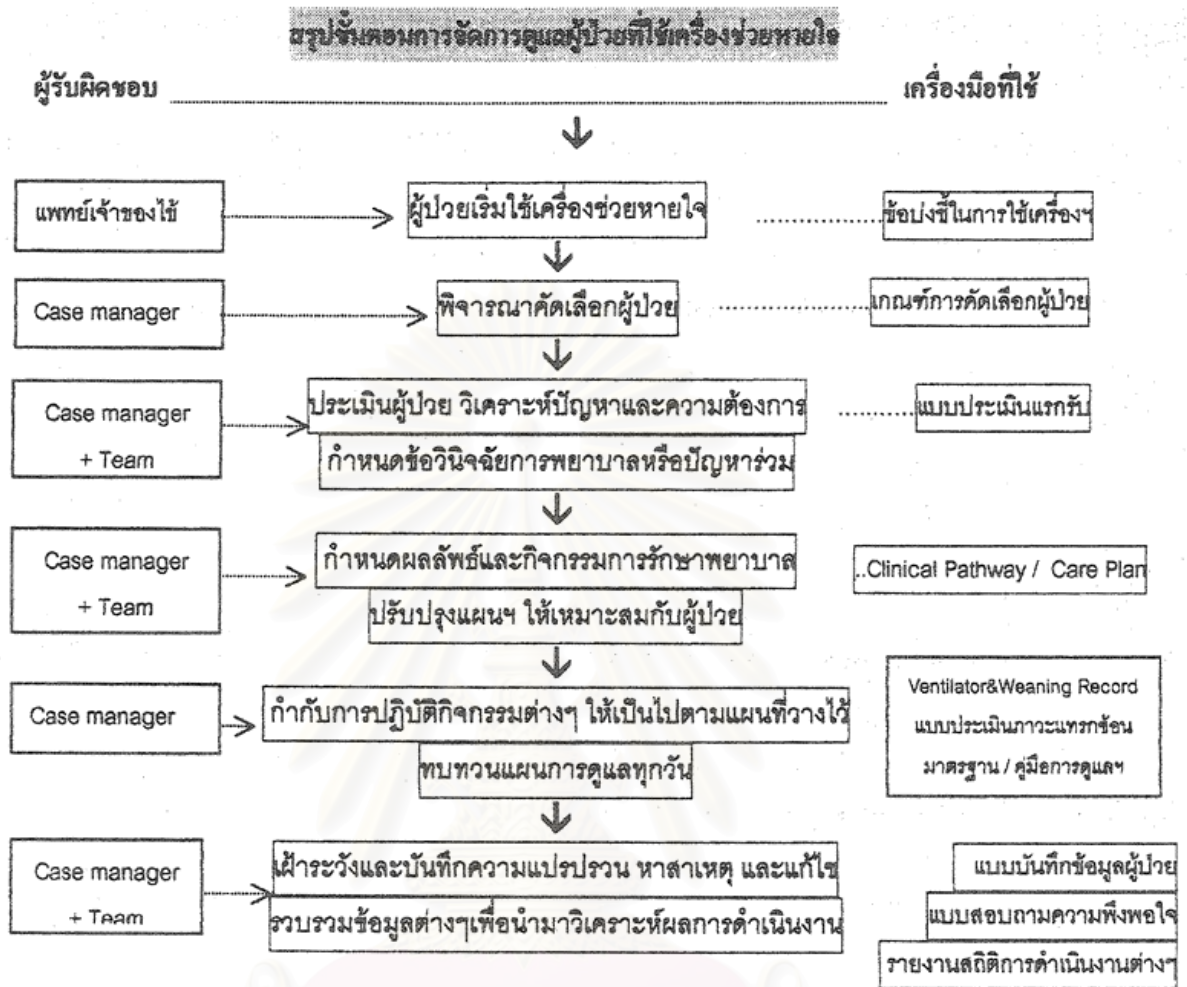 สรุปขั้นตอนการจัดการดูแลผู้ป่วยที่ใช้เครื่องช่วยหายใจ
ผู้รับผิดชอบ เครื่องมือที่ใช้
แพทย์เจ้าของไข้ ผู้ป่วยเริ่มใช้เครื่องช่วยหายใจ ข้อบ่งชี้ในการใช้เครื่องฯ
Case manager พิจารณาคัดเลือกผู้ป่วย เกณฑ์การคัดเลือกผู้ป่วย
Case manager
+ Team
ประเมินผู้ป่วย วิเคราะห์ปัญหาและความต้องการ
กำหนดข้อวินิจฉัยการพยาบาลหรือปัญหาร่วม
แบบประเมินแรกรับ
Case manager
+ Team
กำหนดผลลัพธ์และกิจกรรมการรักษาพยาบาล
ปรับปรุงแผนฯ ให้เหมาะสมกับผู้ป่วย
..Clinical Pathway / Care Plan
Case manager
กำกับการปฏิบัติกิจกรรมต่างๆ ให้เป็นไปตามแผนที่วางไว้
ทบทวนแผนการดูแลทุกวัน
Ventilator&Weaning Record
แบบประเมินภาวะแทรกซ้อน
มาตรฐาน / คู่มือการดูแลฯ
Case manager
+ Team
เฝ้าระวังและบันทึกความแปรปรวน หาสาเหตุ และแก้ไข
รวบรวมข้อมูลต่างๆเพื่อนำมาวิเคราะห์ผลการดำเนินงาน
แบบบันทึกข้อมูลผู้ป่วย
แบบสอบถามความพึงพอใจ
รายงานสถิติการดำเนินงานต่างๆ